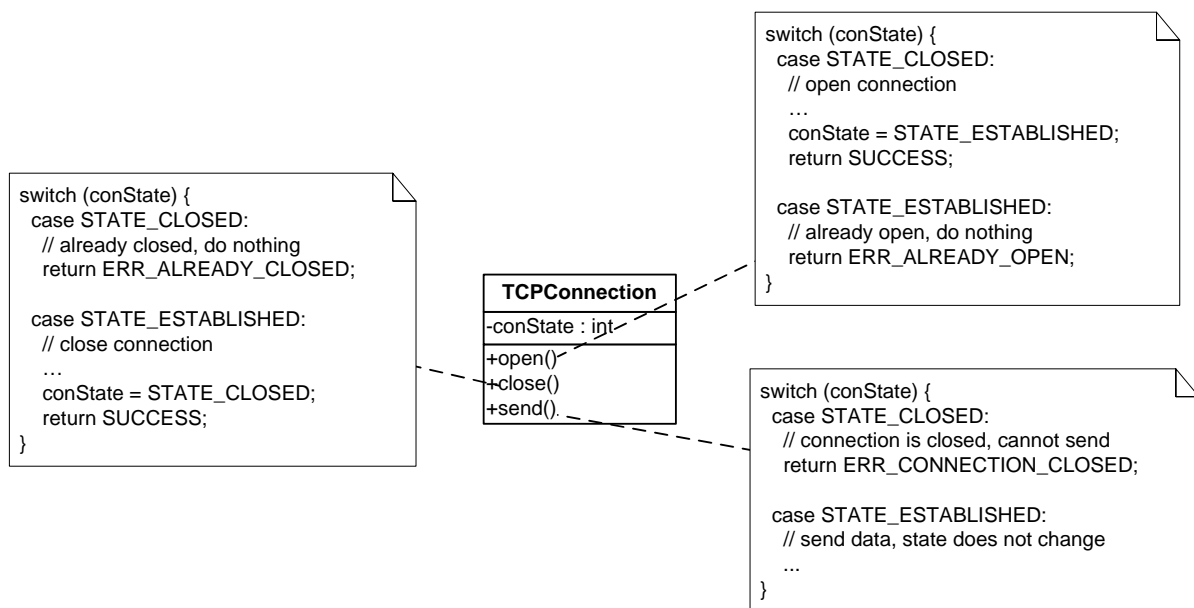 switch (conState) {
case STATE_CLOSED:
// already closed, do nothing
return ERR_ALREADY_CLOSED;
case STATE_ESTABLISHED:
// close connection
…
conState = STATE_CLOSED;
return SUCCESS;
}
TCPConnection
-conState : int
+open()
+close()
+send()
switch (conState) {
case STATE_CLOSED:
// open connection
…
conState = STATE_ESTABLISHED;
return SUCCESS;
case STATE_ESTABLISHED:
// already open, do nothing
return ERR_ALREADY_OPEN;
}
switch (conState) {
case STATE_CLOSED:
// connection is closed, cannot send
return ERR_CONNECTION_CLOSED;
case STATE_ESTABLISHED:
// send data, state does not change
...
}